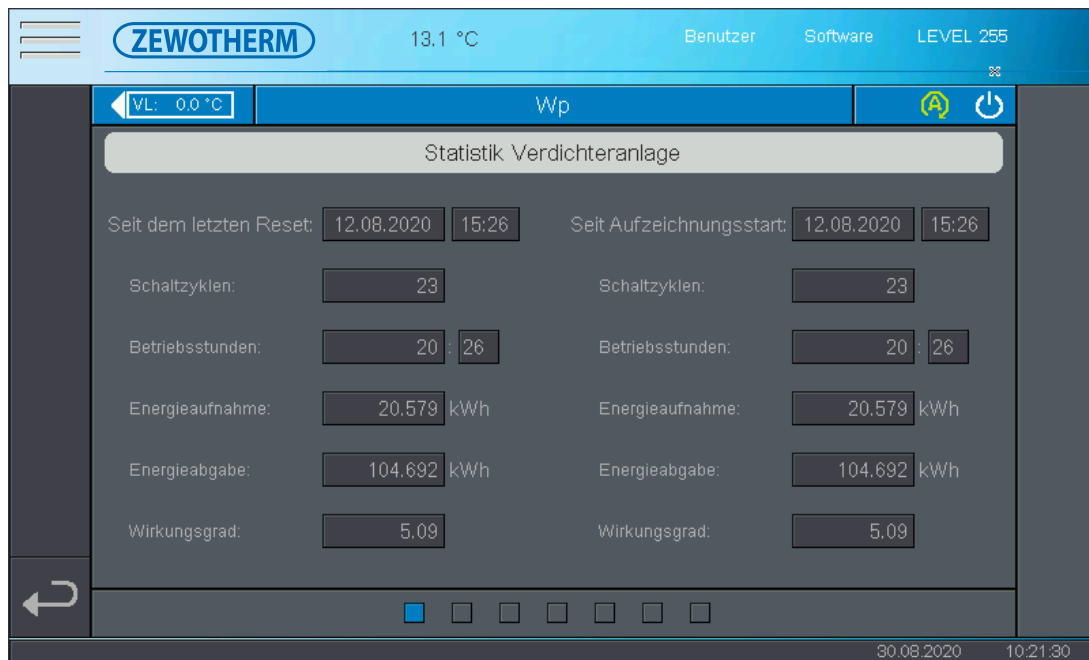 ZEWOTHERM 13.1 °C Benutzer Software LEVEL 255
VL: 0.0 °C Wp A
Statistik Verdichteranlage
Seit dem letzten Reset: 12.08.2020 15:26 Seit Aufzeichnungsstart: 12.08.2020 15:26
Schaltzyklen: 23 Schaltzyklen: 23
Betriebsstunden: 20 : 26 Betriebsstunden: 20 : 26
Energieaufnahme: 20.579 kWh Energieaufnahme: 20.579 kWh
Energieabgabe: 104.692 kWh Energieabgabe: 104.692 kWh
Wirkungsgrad: 5.09 Wirkungsgrad: 5.09
30.08.2020 10:21:30